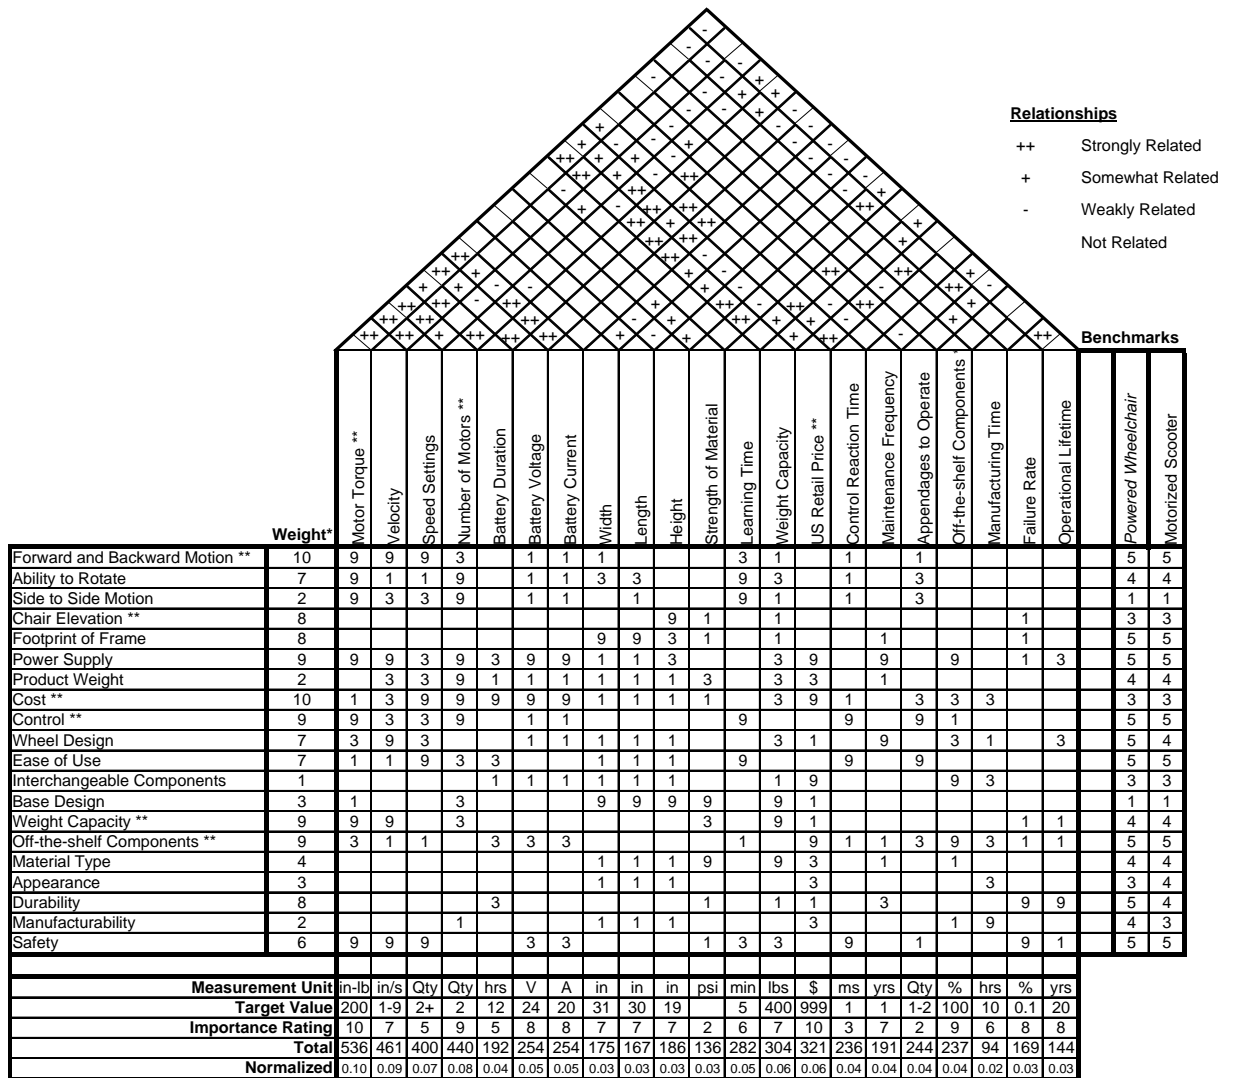 Relationships
++ Strongly Related
+ Somewhat Related
- Weakly Related
Not Related
Benchmarks
Weight*
Motor Torque **
Velocity
Speed Settings
Number of Motors **
Battery Duration
Battery Voltage
Battery Current
Width
Length
Height
Strength of Material
Learning Time
Weight Capacity
US Retail Price **
Control Reaction Time
Maintenance Frequency
Appendages to Operate
Off-the-shelf Components
Manufacturing Time
Failure Rate
Operational Lifetime
Powered Wheelchair
Motorized Scooter
Forward and Backward Motion ** 10 9 9 9 3 1 1 1 3 1 1 1 5 5
Ability to Rotate 7 9 1 1 9 1 1 3 3 9 3 1 3 4 4
Side to Side Motion 2 9 3 3 9 1 1 1 9 1 1 3 1 1
Chair Elevation ** 8 9 1 1 1 3 3
Footprint of Frame 8 9 9 3 1 1 1 1 5 5
Power Supply 9 9 9 3 9 3 9 9 1 1 3 3 9 9 9 1 3 5 5
Product Weight 2 3 3 9 1 1 1 1 1 1 3 3 3 1 4 4
Cost ** 10 1 3 9 9 9 9 9 1 1 1 1 3 9 1 3 3 3 3 3
Control ** 9 9 3 3 9 1 1 9 9 9 1 5 5
Wheel Design 7 3 9 3 1 1 1 1 1 3 1 9 3 1 3 5 4
Ease of Use 7 1 1 9 3 3 1 1 1 9 9 9 5 5
Interchangeable Components 1 1 1 1 1 1 1 1 9 9 3 3 3
Base Design 3 1 3 9 9 9 9 9 1 1 1
Weight Capacity ** 9 9 9 3 3 9 1 1 1 4 4
Off-the-shelf Components ** 9 3 1 1 3 3 3 1 9 1 1 3 9 3 1 1 5 5
Material Type 4 1 1 1 9 9 3 1 1 4 4
Appearance 3 1 1 1 3 3 3 4
Durability 8 3 1 1 1 3 9 9 5 4
Manufacturability 2 1 1 1 1 3 1 9 4 3
Safety 6 9 9 9 3 3 1 3 3 9 1 9 1 5 5
Measurement Unit in-lb in/s Qty Qty hrs V A in in in psi min lbs $ ms yrs Qty % hrs % yrs
Target Value 200 1-9 2+ 2 12 24 20 31 30 19 5 400 999 1 1 1-2 100 10 0.1 20
Importance Rating 10 7 5 9 5 8 8 7 7 7 2 6 7 10 3 7 2 9 6 8 8
Total 536 461 400 440 192 254 254 175 167 186 136 282 304 321 236 191 244 237 94 169 144
Normalized 0.10 0.09 0.07 0.08 0.04 0.05 0.05 0.03 0.03 0.03 0.03 0.05 0.06 0.06 0.04 0.04 0.04 0.04 0.02 0.03 0.03